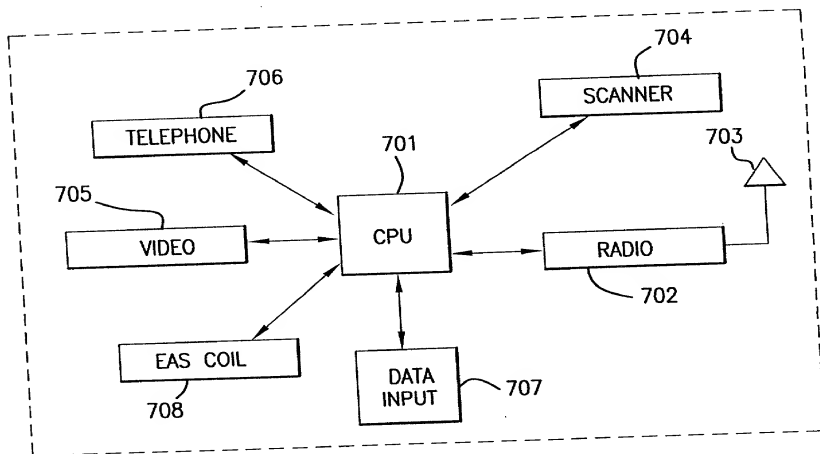 704
SCANNER
706
TELEPHONE
701
703
705
CPU
VIDEO
RADIO
702
EAS COIL
708
DATA
INPUT
707